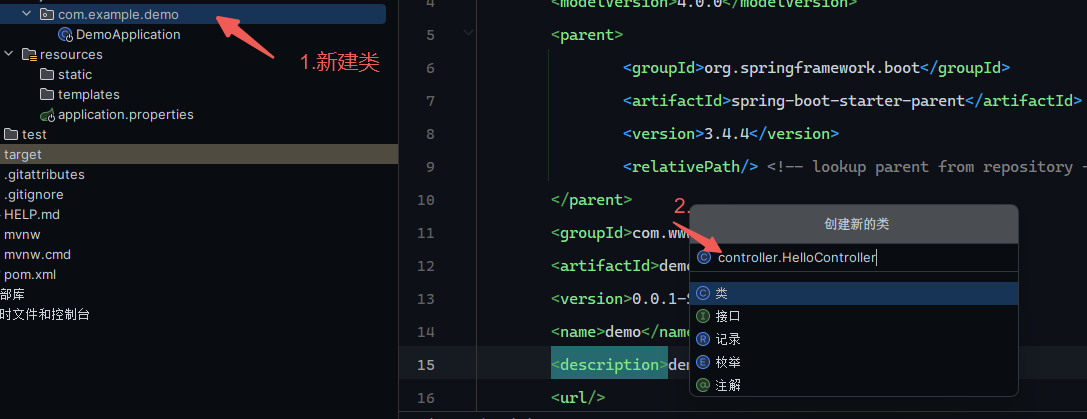 com.example.demo
DemoApplication
resources
static
templates
application.properties
test
target
.gitattributes
.gitignore
HELP.md
mvnw
mvnw.cmd
pom.xml
部库
时文件和控制台
1.新建类
4 <modelVersion>4.0.0</modelVersion>
5 <parent>
6 <groupId>org.springframework.boot</groupId>
7 <artifactId>spring-boot-starter-parent</artifactId>
8 <version>3.4.4</version>
9 <relativePath/> <!-- lookup parent from repository -
10 </parent>
11 <groupId>com.ww
12 <artifactId>demo
13 <version>0.0.1-S
14 <name>demo</nam
15 <description>de
16 <url/>
2.
创建新的类
controller.HelloController
类
接口
记录
枚举
注解